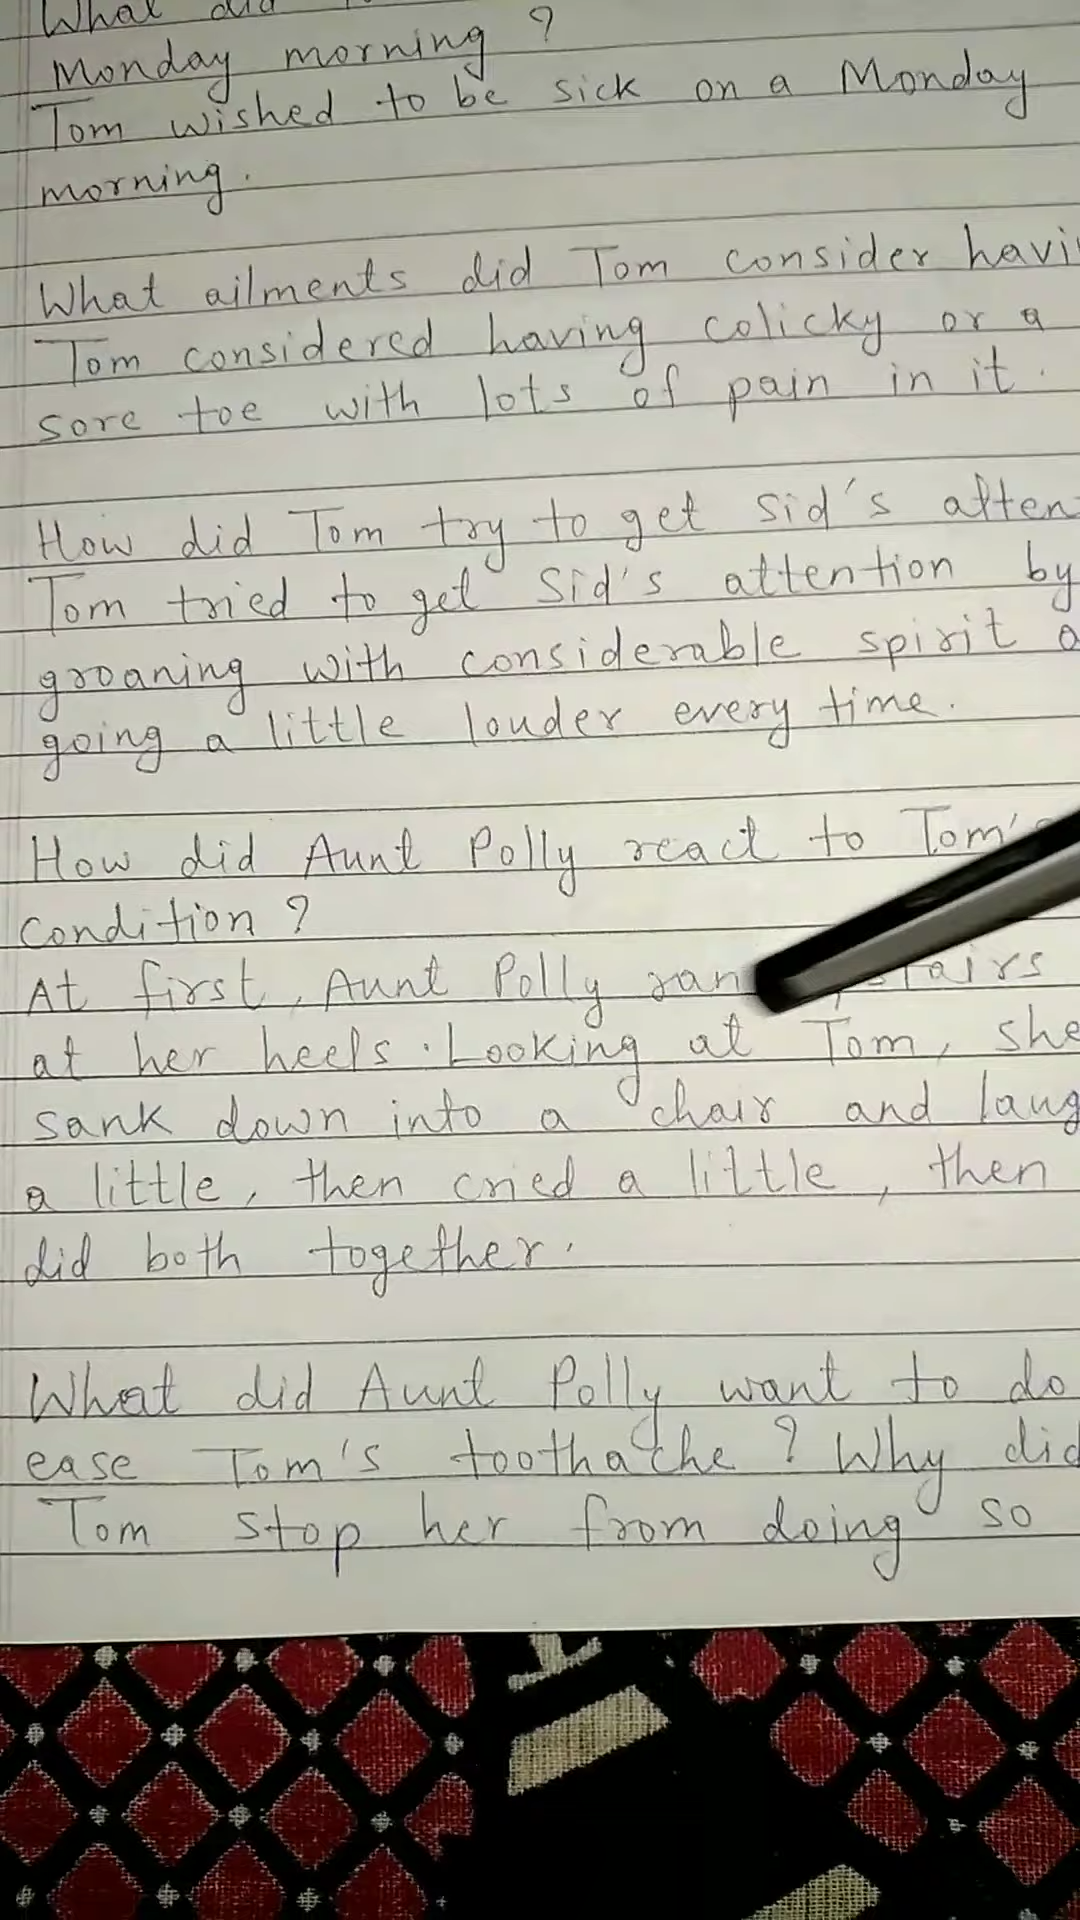 What did
Monday morning ?
Tom wished to be sick on a Monday
morning.
What ailments did Tom consider havi
Tom considered having colicky or a
sore toe with lots of pain in it.
How did Tom try to get Sid's atten
Tom tried to get Sid's attention by
groaning with considerable spirit
going a little louder every time.
How did Aunt Polly react to Tom's
condition ?
At first, Aunt Polly ran
at her heels. Looking at Tom, she
sank down into a chair and laug
a little, then cried a little, then
did both together.
What did Aunt Polly want to do
ease Tom's toothache ? Why did
Tom stop her from doing so